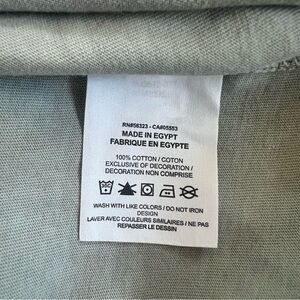 RN#56323 - CA#05553
MADE IN EGYPT
FABRIQUE EN EGYPTE
100% COTTON / COTON
EXCLUSIVE OF DECORATION /
DECORATION NON COMPRISE
WASH WITH LIKE COLORS / DO NOT IRON
DESIGN
LAVER AVEC COULEURS SIMILAIRES / NE PAS
REPASSER LE DESSIN